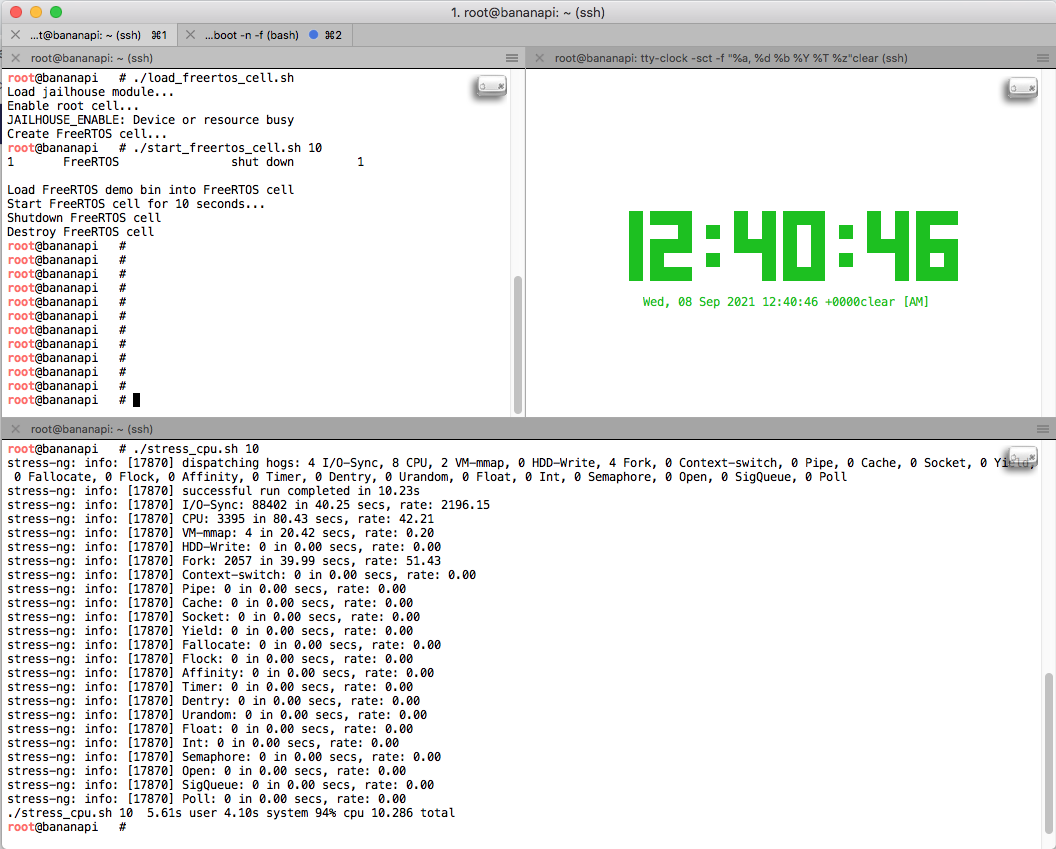 1. root@bananapi: ~ (ssh)
...t@bananapi: ~ (ssh) ⌘1
...boot -n -f (bash) ⌘2
root@bananapi: ~ (ssh)
root@bananapi: tty-clock -sct -f "%a, %d %b %Y %T %z"clear (ssh)
root@bananapi # ./load_freertos_cell.sh
Load jailhouse module...
Enable root cell...
JAILHOUSE_ENABLE: Device or resource busy
Create FreeRTOS cell...
root@bananapi # ./start_freertos_cell.sh 10
1 FreeRTOS shut down 1
Load FreeRTOS demo bin into FreeRTOS cell
Start FreeRTOS cell for 10 seconds...
Shutdown FreeRTOS cell
Destroy FreeRTOS cell
root@bananapi #
root@bananapi #
root@bananapi #
root@bananapi #
root@bananapi #
root@bananapi #
root@bananapi #
root@bananapi #
root@bananapi #
root@bananapi #
root@bananapi #
root@bananapi #
12:40:46
Wed, 08 Sep 2021 12:40:46 +0000clear [AM]
root@bananapi: ~ (ssh)
root@bananapi # ./stress_cpu.sh 10
stress-ng: info: [17870] dispatching hogs: 4 I/O-Sync, 8 CPU, 2 VM-mmap, 0 HDD-Write, 4 Fork, 0 Context-switch, 0 Pipe, 0 Cache, 0 Socket, 0 Yield,
0 Fallocate, 0 Flock, 0 Affinity, 0 Timer, 0 Dentry, 0 Urandom, 0 Float, 0 Int, 0 Semaphore, 0 Open, 0 SigQueue, 0 Poll
stress-ng: info: [17870] successful run completed in 10.23s
stress-ng: info: [17870] I/O-Sync: 88402 in 40.25 secs, rate: 2196.15
stress-ng: info: [17870] CPU: 3395 in 80.43 secs, rate: 42.21
stress-ng: info: [17870] VM-mmap: 4 in 20.42 secs, rate: 0.20
stress-ng: info: [17870] HDD-Write: 0 in 0.00 secs, rate: 0.00
stress-ng: info: [17870] Fork: 2057 in 39.99 secs, rate: 51.43
stress-ng: info: [17870] Context-switch: 0 in 0.00 secs, rate: 0.00
stress-ng: info: [17870] Pipe: 0 in 0.00 secs, rate: 0.00
stress-ng: info: [17870] Cache: 0 in 0.00 secs, rate: 0.00
stress-ng: info: [17870] Socket: 0 in 0.00 secs, rate: 0.00
stress-ng: info: [17870] Yield: 0 in 0.00 secs, rate: 0.00
stress-ng: info: [17870] Fallocate: 0 in 0.00 secs, rate: 0.00
stress-ng: info: [17870] Flock: 0 in 0.00 secs, rate: 0.00
stress-ng: info: [17870] Affinity: 0 in 0.00 secs, rate: 0.00
stress-ng: info: [17870] Timer: 0 in 0.00 secs, rate: 0.00
stress-ng: info: [17870] Dentry: 0 in 0.00 secs, rate: 0.00
stress-ng: info: [17870] Urandom: 0 in 0.00 secs, rate: 0.00
stress-ng: info: [17870] Float: 0 in 0.00 secs, rate: 0.00
stress-ng: info: [17870] Int: 0 in 0.00 secs, rate: 0.00
stress-ng: info: [17870] Semaphore: 0 in 0.00 secs, rate: 0.00
stress-ng: info: [17870] Open: 0 in 0.00 secs, rate: 0.00
stress-ng: info: [17870] SigQueue: 0 in 0.00 secs, rate: 0.00
stress-ng: info: [17870] Poll: 0 in 0.00 secs, rate: 0.00
./stress_cpu.sh 10 5.61s user 4.10s system 94% cpu 10.286 total
root@bananapi #